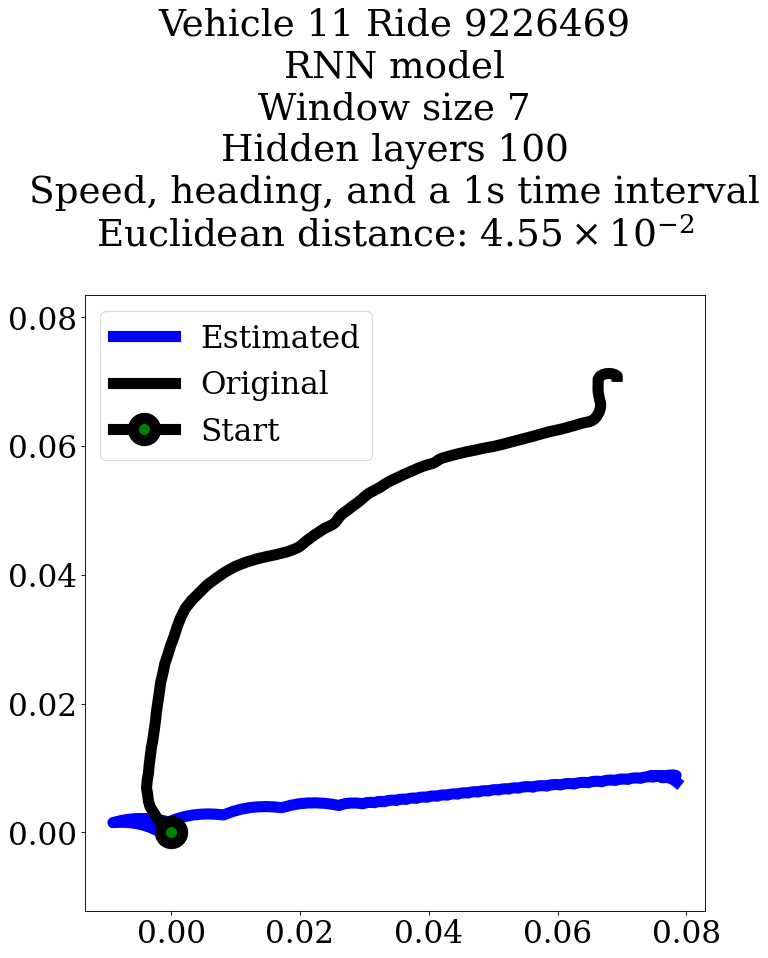 Vehicle 11 Ride 9226469
RNN model
Window size 7
Hidden layers 100
Speed, heading, and a 1s time interval
Euclidean distance: 4.55 × 10⁻²
Estimated
Original
Start
0.08
0.06
0.04
0.02
0.00
0.00 0.02 0.04 0.06 0.08